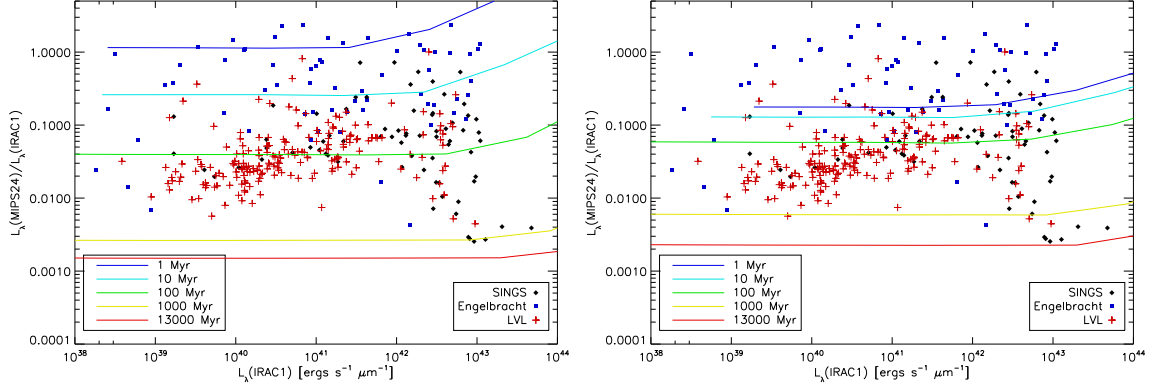 1.0000
0.1000
0.0100
0.0010
0.0001
L_λ(MIPS24)/L_λ(IRAC1)
1 Myr
10 Myr
100 Myr
1000 Myr
13000 Myr
SINGS
Engelbracht
LVL
10^38 10^39 10^40 10^41 10^42 10^43 10^44
L_λ(IRAC1) [ergs s^-1 μm^-1]
1.0000
0.1000
0.0100
0.0010
0.0001
L_λ(MIPS24)/L_λ(IRAC1)
1 Myr
10 Myr
100 Myr
1000 Myr
13000 Myr
SINGS
Engelbracht
LVL
10^38 10^39 10^40 10^41 10^42 10^43 10^44
L_λ(IRAC1) [ergs s^-1 μm^-1]